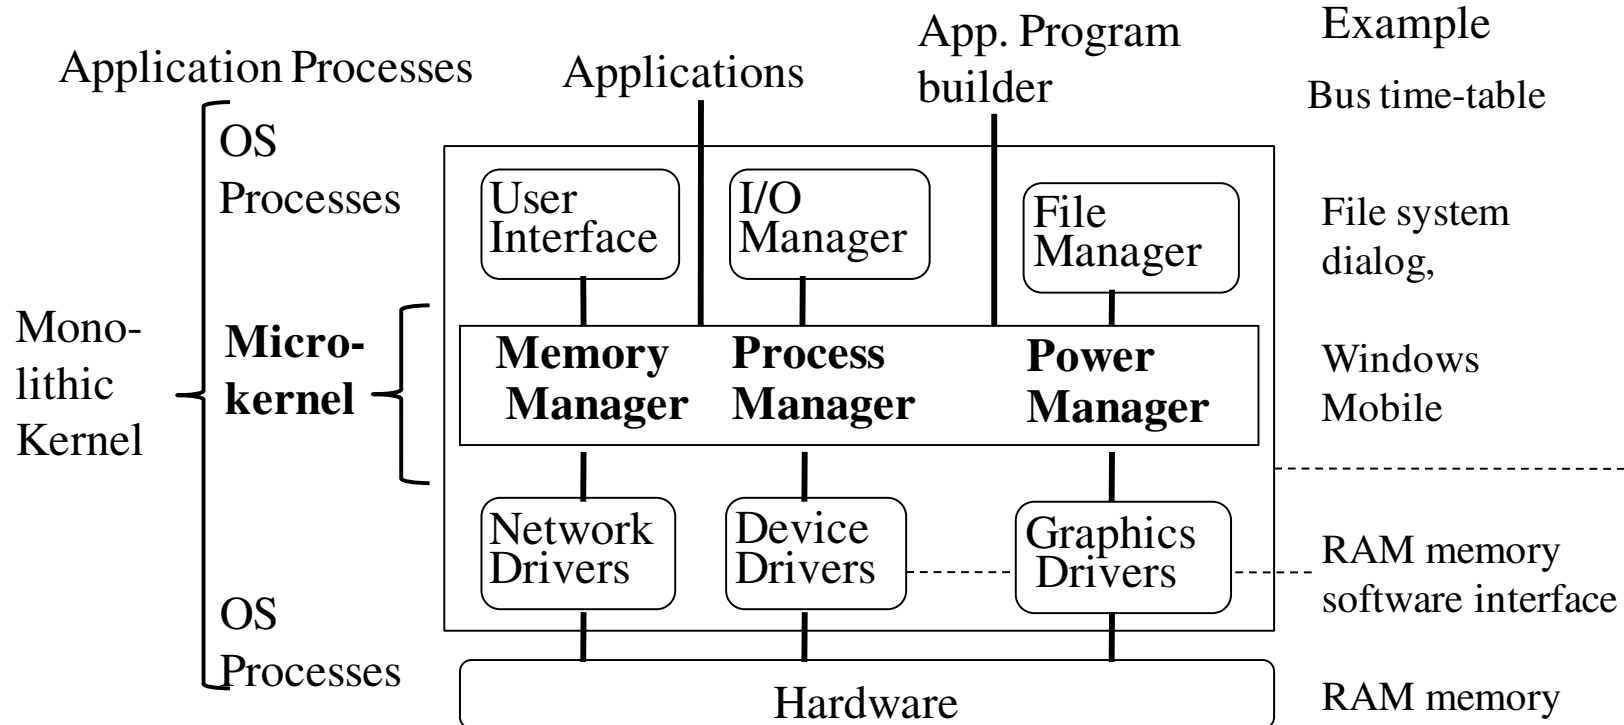 Example
Application Processes
Applications
App. Program
builder
Bus time-table
OS
Processes
User
Interface
I/O
Manager
File
Manager
File system
dialog,
Mono-
lithic
Kernel
Micro-
kernel
Memory
Manager
Process
Manager
Power
Manager
Windows
Mobile
Network
Drivers
Device
Drivers
Graphics
Drivers
RAM memory
software interface
OS
Processes
Hardware
RAM memory